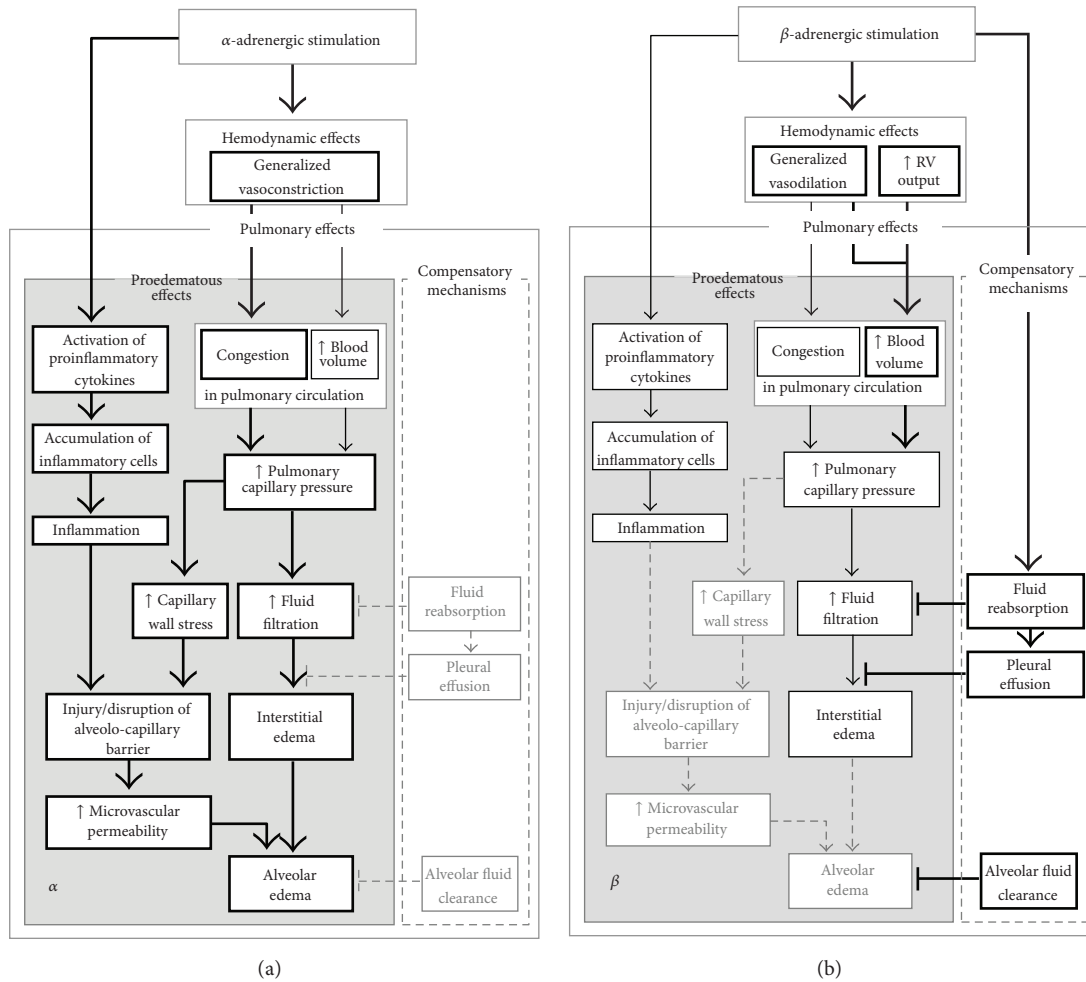 α-adrenergic stimulation
Hemodynamic effects
Generalized
vasoconstriction
Pulmonary effects
Proedematous
effects
Compensatory
mechanisms
Activation of
proinflammatory
cytokines
Congestion
↑ Blood
volume
in pulmonary circulation
Accumulation of
inflammatory cells
↑ Pulmonary
capillary pressure
Inflammation
↑ Capillary
wall stress
↑ Fluid
filtration
Fluid
reabsorption
Pleural
effusion
Injury/disruption of
alveolo-capillary
barrier
Interstitial
edema
↑ Microvascular
permeability
Alveolar
edema
Alveolar fluid
clearance
α
(a)
β-adrenergic stimulation
Hemodynamic effects
Generalized
vasodilation
↑ RV
output
Pulmonary effects
Proedematous
effects
Compensatory
mechanisms
Activation of
proinflammatory
cytokines
Congestion
↑ Blood
volume
in pulmonary circulation
Accumulation of
inflammatory cells
↑ Pulmonary
capillary pressure
Inflammation
↑ Capillary
wall stress
↑ Fluid
filtration
Fluid
reabsorption
Pleural
effusion
Injury/disruption of
alveolo-capillary
barrier
Interstitial
edema
↑ Microvascular
permeability
Alveolar
edema
Alveolar fluid
clearance
β
(b)